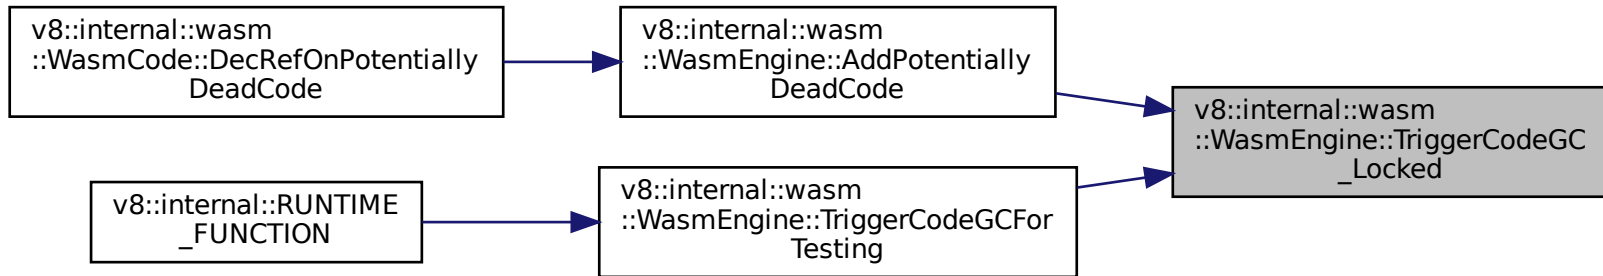 v8::internal::wasm
::WasmCode::DecRefOnPotentially
DeadCode
v8::internal::wasm
::WasmEngine::AddPotentially
DeadCode
v8::internal::wasm
::WasmEngine::TriggerCodeGC
_Locked
v8::internal::RUNTIME
_FUNCTION
v8::internal::wasm
::WasmEngine::TriggerCodeGCFor
Testing